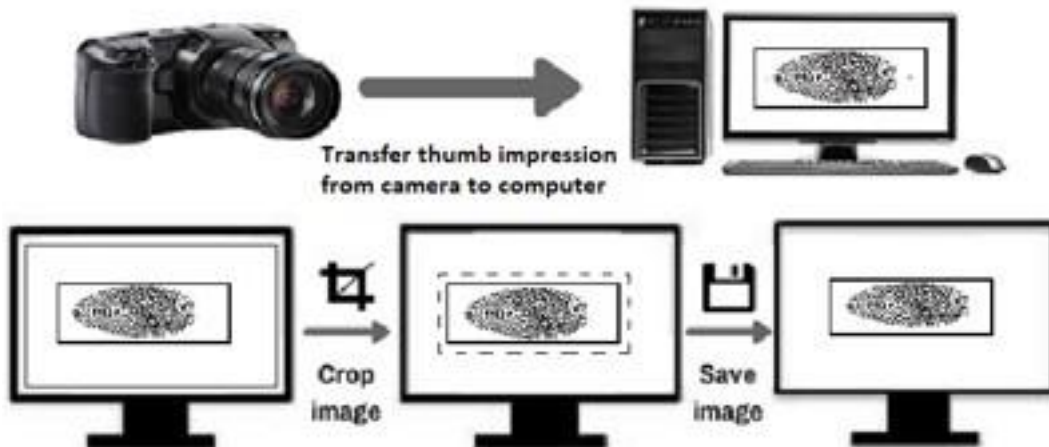 Transfer thumb impression
from camera to computer
Crop
image
Save
image